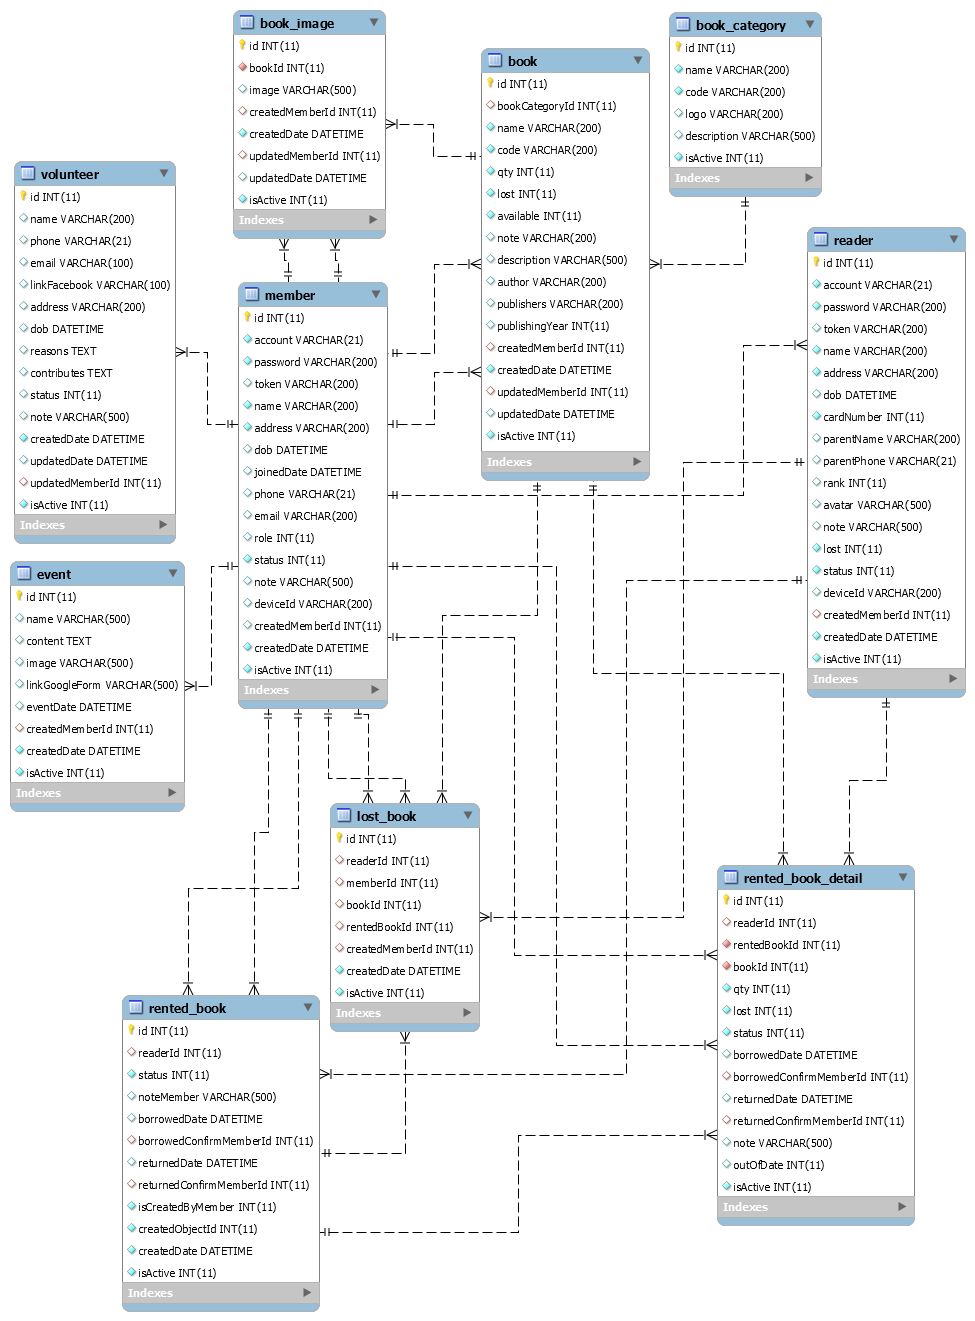 book_image
id INT(11)
bookId INT(11)
image VARCHAR(500)
createdMemberId INT(11)
createdDate DATETIME
updatedMemberId INT(11)
updatedDate DATETIME
isActive INT(11)
Indexes
book
id INT(11)
bookCategoryId INT(11)
name VARCHAR(200)
code VARCHAR(200)
qty INT(11)
lost INT(11)
available INT(11)
note VARCHAR(200)
description VARCHAR(500)
author VARCHAR(200)
publishers VARCHAR(200)
publishingYear INT(11)
createdMemberId INT(11)
createdDate DATETIME
updatedMemberId INT(11)
updatedDate DATETIME
isActive INT(11)
Indexes
book_category
id INT(11)
name VARCHAR(200)
code VARCHAR(200)
logo VARCHAR(200)
description VARCHAR(500)
isActive INT(11)
Indexes
volunteer
id INT(11)
name VARCHAR(200)
phone VARCHAR(21)
email VARCHAR(100)
linkFacebook VARCHAR(100)
address VARCHAR(200)
dob DATETIME
reasons TEXT
contributes TEXT
status INT(11)
note VARCHAR(500)
createdDate DATETIME
updatedDate DATETIME
updatedMemberId INT(11)
isActive INT(11)
Indexes
member
id INT(11)
account VARCHAR(21)
password VARCHAR(200)
token VARCHAR(200)
name VARCHAR(200)
address VARCHAR(200)
dob DATETIME
joinedDate DATETIME
phone VARCHAR(21)
email VARCHAR(200)
role INT(11)
status INT(11)
note VARCHAR(500)
deviceId VARCHAR(200)
createdMemberId INT(11)
createdDate DATETIME
isActive INT(11)
Indexes
reader
id INT(11)
account VARCHAR(21)
password VARCHAR(200)
token VARCHAR(200)
name VARCHAR(200)
address VARCHAR(200)
dob DATETIME
cardNumber INT(11)
parentName VARCHAR(200)
parentPhone VARCHAR(21)
rank INT(11)
avatar VARCHAR(500)
note VARCHAR(500)
lost INT(11)
status INT(11)
deviceId VARCHAR(200)
createdMemberId INT(11)
createdDate DATETIME
isActive INT(11)
Indexes
event
id INT(11)
name VARCHAR(500)
content TEXT
image VARCHAR(500)
linkGoogleForm VARCHAR(500)
eventDate DATETIME
createdMemberId INT(11)
createdDate DATETIME
isActive INT(11)
Indexes
lost_book
id INT(11)
readerId INT(11)
memberId INT(11)
bookId INT(11)
rentedBookId INT(11)
createdMemberId INT(11)
createdDate DATETIME
isActive INT(11)
Indexes
rented_book_detail
id INT(11)
readerId INT(11)
rentedBookId INT(11)
bookId INT(11)
qty INT(11)
lost INT(11)
status INT(11)
borrowedDate DATETIME
borrowedConfirmMemberId INT(11)
returnedDate DATETIME
returnedConfirmMemberId INT(11)
note VARCHAR(500)
outOfDate INT(11)
isActive INT(11)
Indexes
rented_book
id INT(11)
readerId INT(11)
status INT(11)
noteMember VARCHAR(500)
borrowedDate DATETIME
borrowedConfirmMemberId INT(11)
returnedDate DATETIME
returnedConfirmMemberId INT(11)
isCreatedByMember INT(11)
createdObjectId INT(11)
createdDate DATETIME
isActive INT(11)
Indexes